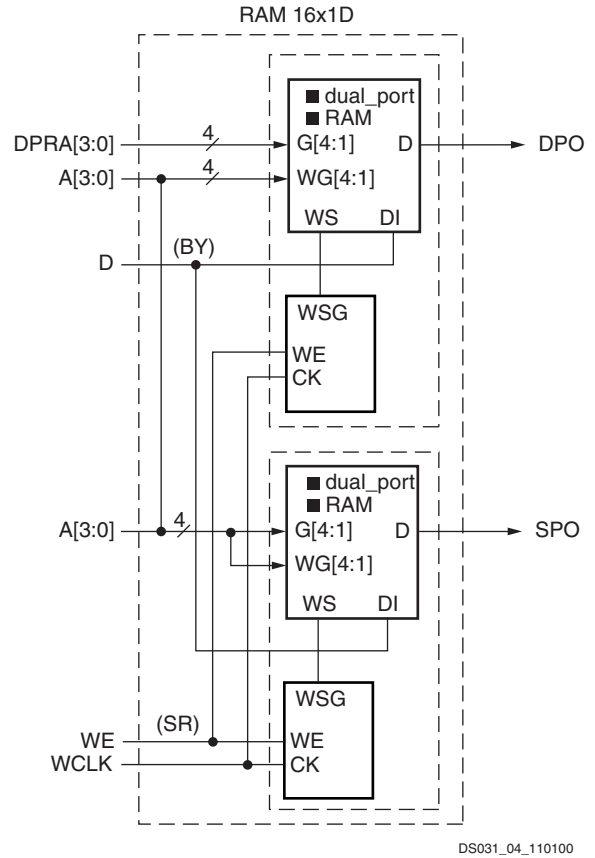 RAM 16x1D
dual_port
RAM
DPRA[3:0]
4
G[4:1]
D
DPO
A[3:0]
4
WG[4:1]
WS
DI
D
(BY)
WSG
WE
CK
dual_port
RAM
A[3:0]
4
G[4:1]
D
SPO
WG[4:1]
WS
DI
WSG
WE
(SR)
WE
WCLK
CK
DS031_04_110100